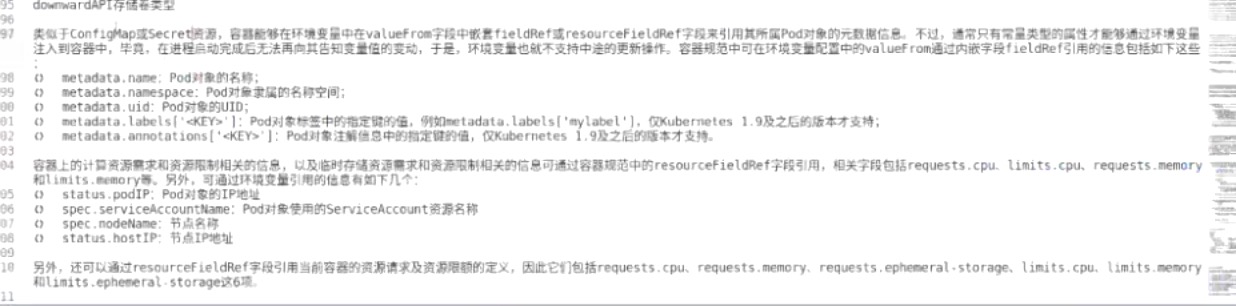 95 downwardAPI存储卷类型
96
97 类似于ConfigMap或Secret资源，容器能够在环境变量中在valueFrom字段中嵌套fieldRef或resourceFieldRef字段来引用其所属Pod对象的元数据信息。不过，通常只有常量类型的属性才能够通过环境变量
注入到容器中，毕竟，在进程启动完成后无法再向其告知变量值的变动，于是，环境变量也就不支持中途的更新操作。容器规范中可在环境变量配置中的valueFrom通过内嵌字段fieldRef引用的信息包括如下这些
：
98 () metadata.name：Pod对象的名称；
99 () metadata.namespace：Pod对象隶属的名称空间；
00 () metadata.uid：Pod对象的UID；
01 () metadata.labels['<KEY>']：Pod对象标签中的指定键的值，例如metadata.labels['mylabel']，仅Kubernetes 1.9及之后的版本才支持；
02 () metadata.annotations['<KEY>']：Pod对象注解信息中的指定键的值，仅Kubernetes 1.9及之后的版本才支持。
03
04 容器上的计算资源需求和资源限制相关的信息，以及临时存储资源需求和资源限制相关的信息可通过容器规范中的resourceFieldRef字段引用，相关字段包括requests.cpu、limits.cpu、requests.memory
和limits.memory等。另外，可通过环境变量引用的信息有如下几个：
05 () status.podIP：Pod对象的IP地址
06 () spec.serviceAccountName：Pod对象使用的ServiceAccount资源名称
07 () spec.nodeName：节点名称
08 () status.hostIP：节点IP地址
09
10 另外，还可以通过resourceFieldRef字段引用当前容器的资源请求及资源限额的定义，因此它们包括requests.cpu、requests.memory、requests.ephemeral-storage、limits.cpu、limits.memory
和limits.ephemeral-storage这6项。
11